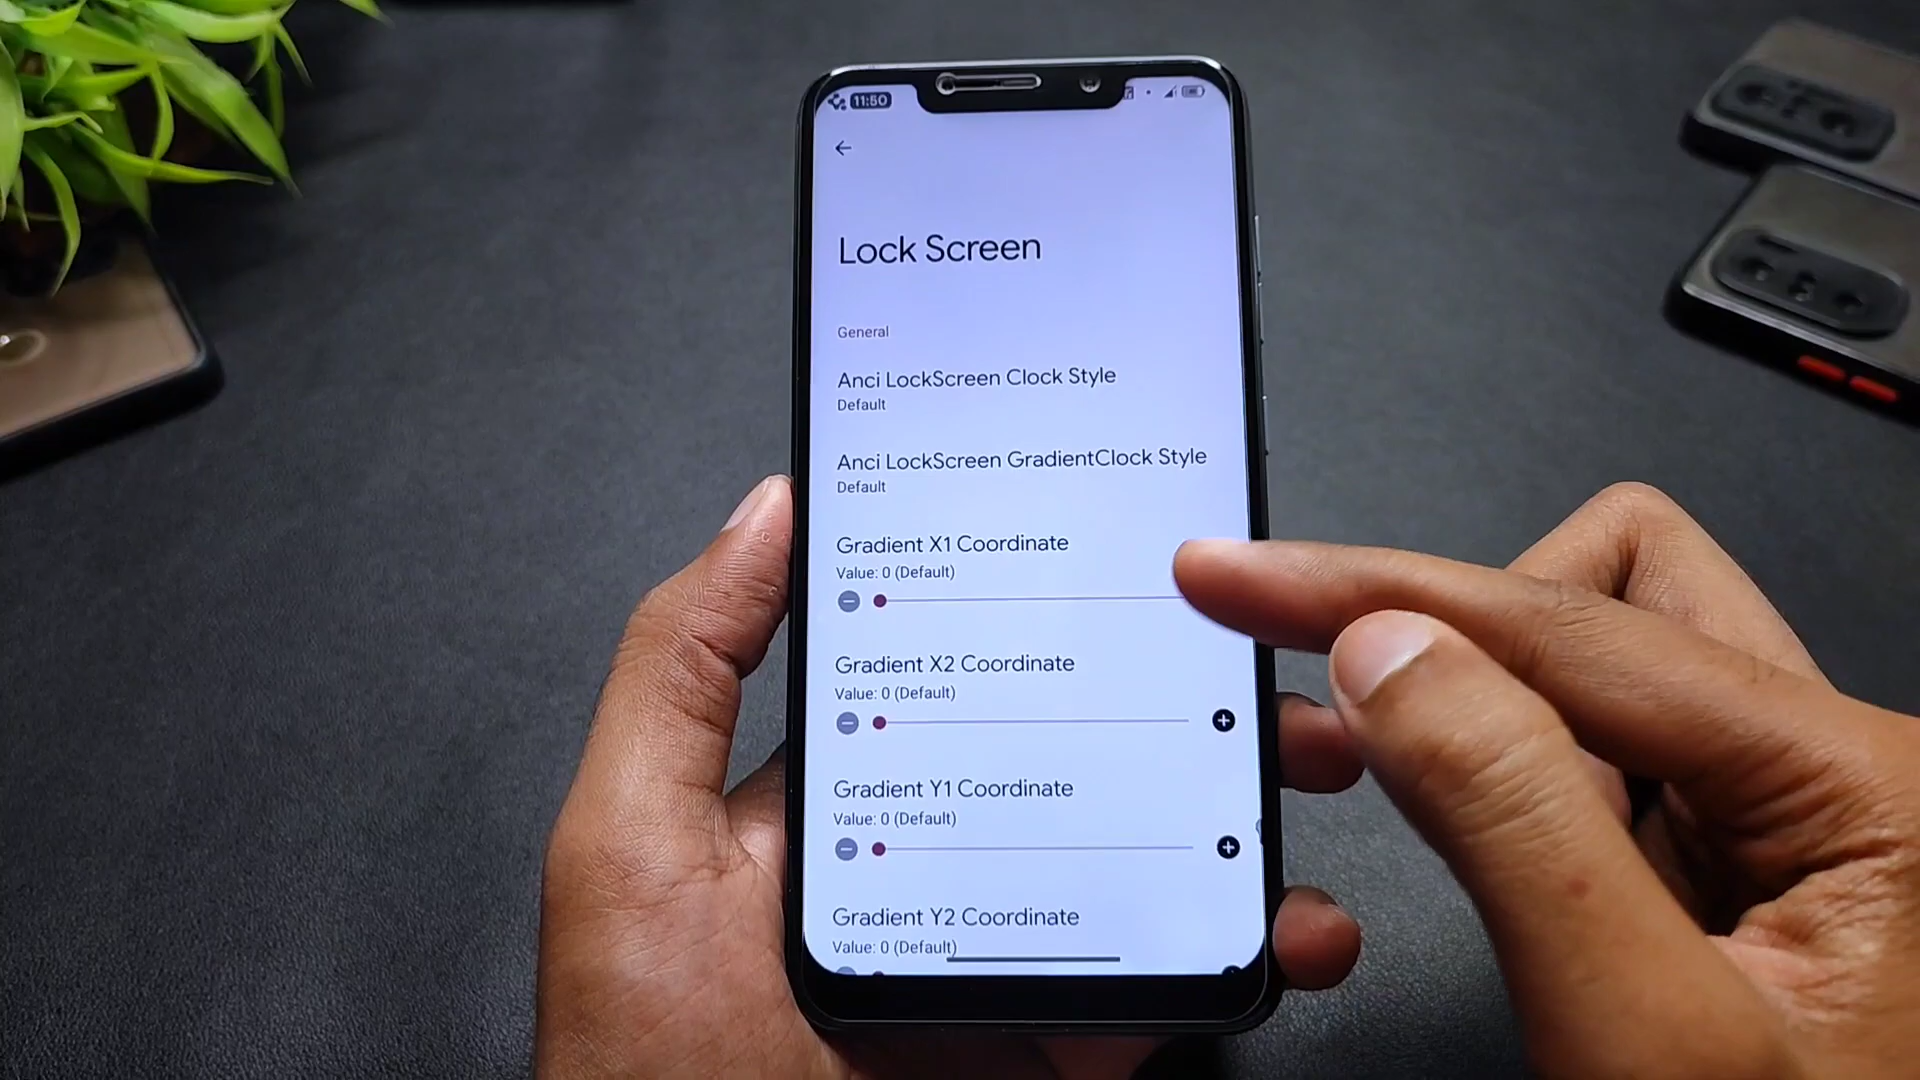 11:50
Lock Screen
General
Anci LockScreen Clock Style
Default
Anci LockScreen GradientClock Style
Default
Gradient X1 Coordinate
Value: 0 (Default)
Gradient X2 Coordinate
Value: 0 (Default)
Gradient Y1 Coordinate
Value: 0 (Default)
Gradient Y2 Coordinate
Value: 0 (Default)